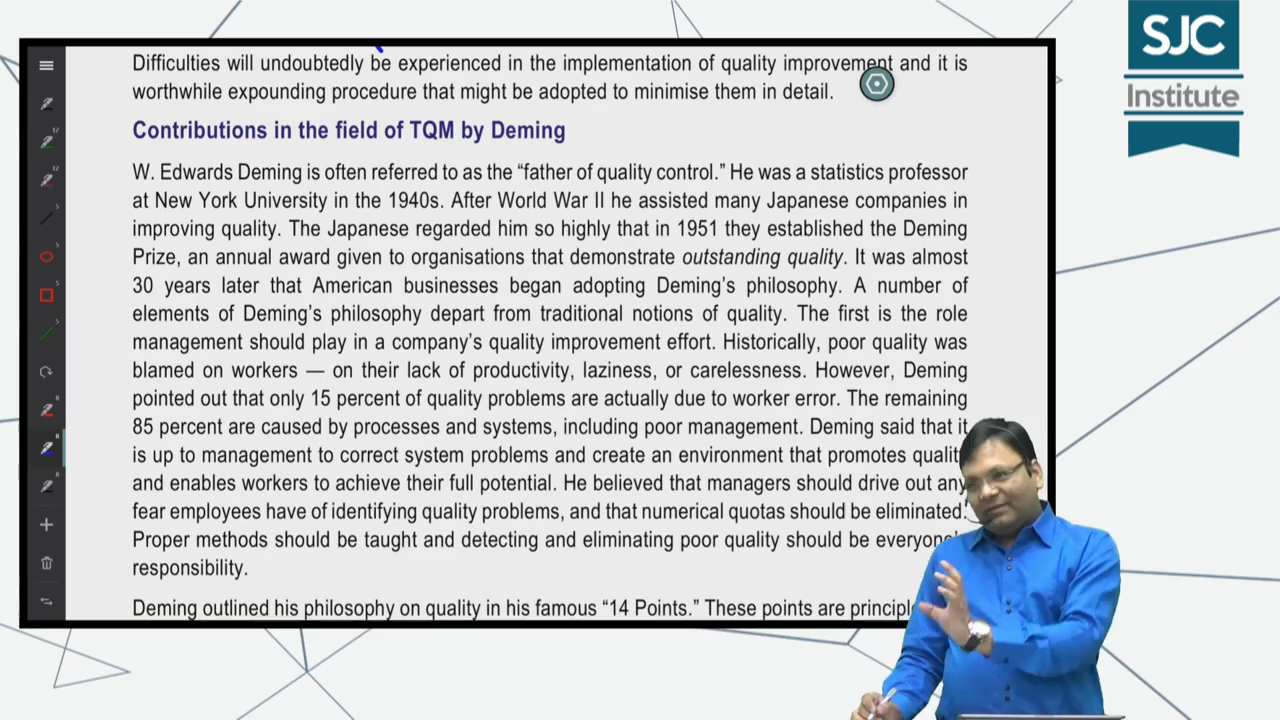 SJC
Institute
Difficulties will undoubtedly be experienced in the implementation of quality improvement and it is
worthwhile expounding procedure that might be adopted to minimise them in detail.
Contributions in the field of TQM by Deming
W. Edwards Deming is often referred to as the “father of quality control.” He was a statistics professor
at New York University in the 1940s. After World War II he assisted many Japanese companies in
improving quality. The Japanese regarded him so highly that in 1951 they established the Deming
Prize, an annual award given to organisations that demonstrate outstanding quality. It was almost
30 years later that American businesses began adopting Deming’s philosophy. A number of
elements of Deming’s philosophy depart from traditional notions of quality. The first is the role
management should play in a company’s quality improvement effort. Historically, poor quality was
blamed on workers — on their lack of productivity, laziness, or carelessness. However, Deming
pointed out that only 15 percent of quality problems are actually due to worker error. The remaining
85 percent are caused by processes and systems, including poor management. Deming said that it
is up to management to correct system problems and create an environment that promotes qualit
and enables workers to achieve their full potential. He believed that managers should drive out any
fear employees have of identifying quality problems, and that numerical quotas should be eliminated.
Proper methods should be taught and detecting and eliminating poor quality should be everyone’
responsibility.
Deming outlined his philosophy on quality in his famous “14 Points.” These points are principl